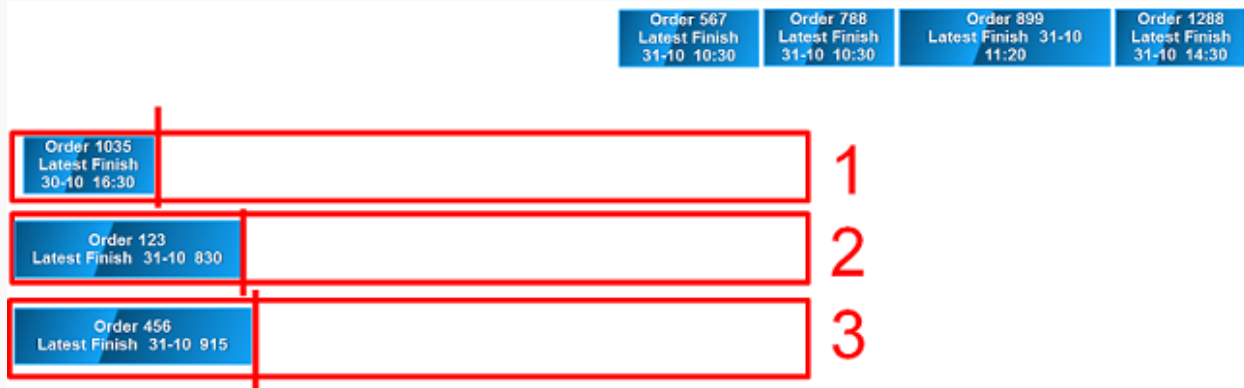 Order 567
Latest Finish
31-10 10:30
Order 788
Latest Finish
31-10 10:30
Order 899
Latest Finish 31-10
11:20
Order 1288
Latest Finish
31-10 14:30
Order 1035
Latest Finish
30-10 16:30
1
Order 123
Latest Finish 31-10 830
2
Order 456
Latest Finish 31-10 915
3